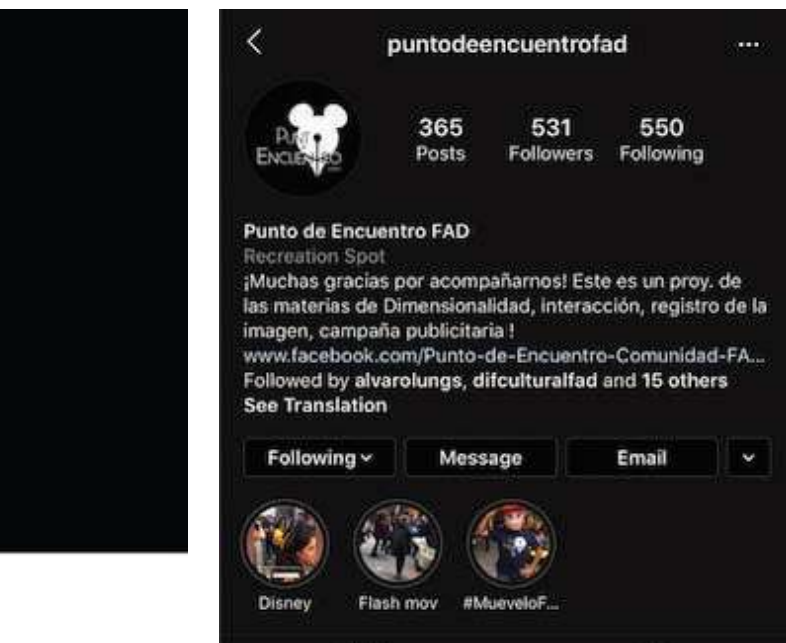 puntodeencuentrofad
PUNT
ENCUENTRO
365 531 550
Posts Followers Following
Punto de Encuentro FAD
Recreation Spot
¡Muchas gracias por acompañarnos! Este es un proy. de
las materias de Dimensionalidad, interacción, registro de la
imagen, campaña publicitaria !
www.facebook.com/Punto-de-Encuentro-Comunidad-FA...
Followed by alvarolungs, difculturalfad and 15 others
See Translation
Following Message Email
Disney Flash mov #MueveloF...